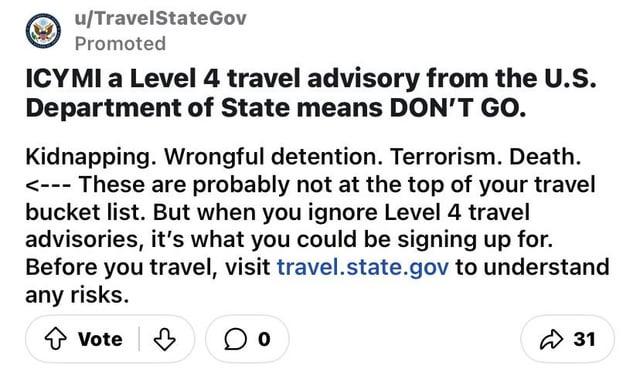 u/TravelStateGov
Promoted
ICYMI a Level 4 travel advisory from the U.S.
Department of State means DON'T GO.
Kidnapping. Wrongful detention. Terrorism. Death.
<--- These are probably not at the top of your travel
bucket list. But when you ignore Level 4 travel
advisories, it's what you could be signing up for.
Before you travel, visit travel.state.gov to understand
any risks.
Vote 0 31